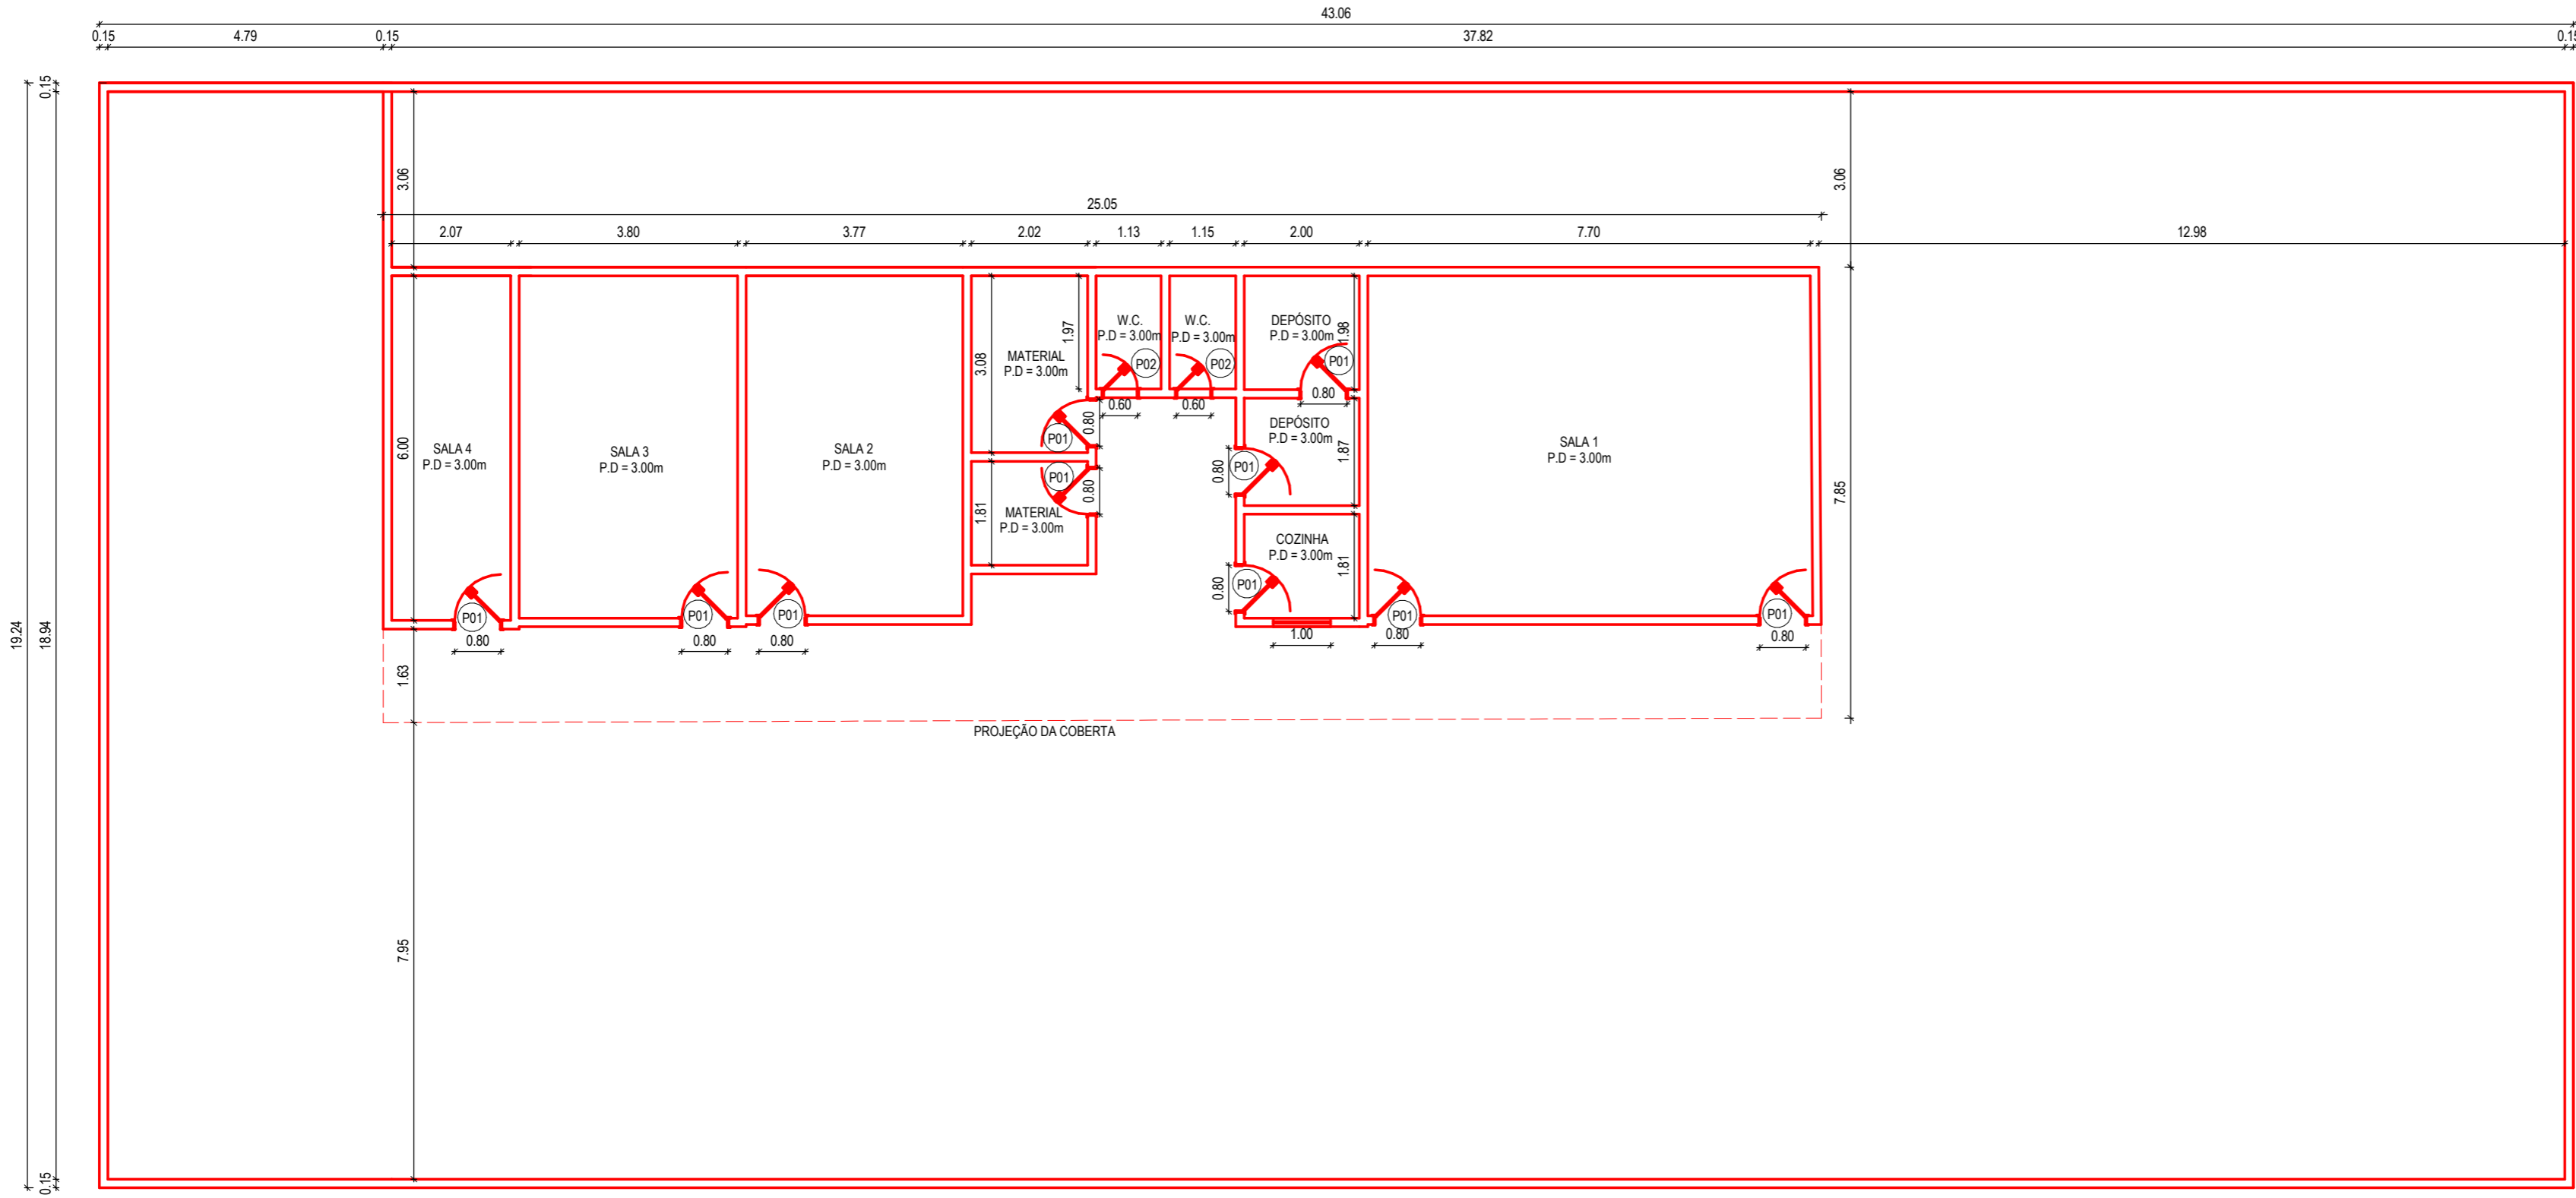 43.06
0.15 4.79 0.15 37.82 0.15
0.15
3.06
3.06
25.05
2.07 3.80 3.77 2.02 1.13 1.15 2.00 7.70 12.98
W.C.
P.D = 3.00m
W.C.
P.D = 3.00m
DEPÓSITO
P.D = 3.00m
1.97
1.98
3.08
MATERIAL
P.D = 3.00m
P02
P02
P01
0.60
0.60
0.80
0.80
P01
DEPÓSITO
P.D = 3.00m
1.87
6.00
SALA 4
P.D = 3.00m
SALA 3
P.D = 3.00m
SALA 2
P.D = 3.00m
SALA 1
P.D = 3.00m
P01
0.80
P01
0.80
7.85
1.81
MATERIAL
P.D = 3.00m
COZINHA
P.D = 3.00m
1.81
P01
0.80
P01
P01
P01
P01
P01
0.80
0.80
0.80
1.00
0.80
0.80
19.24
18.94
1.63
PROJEÇÃO DA COBERTA
7.95
0.15